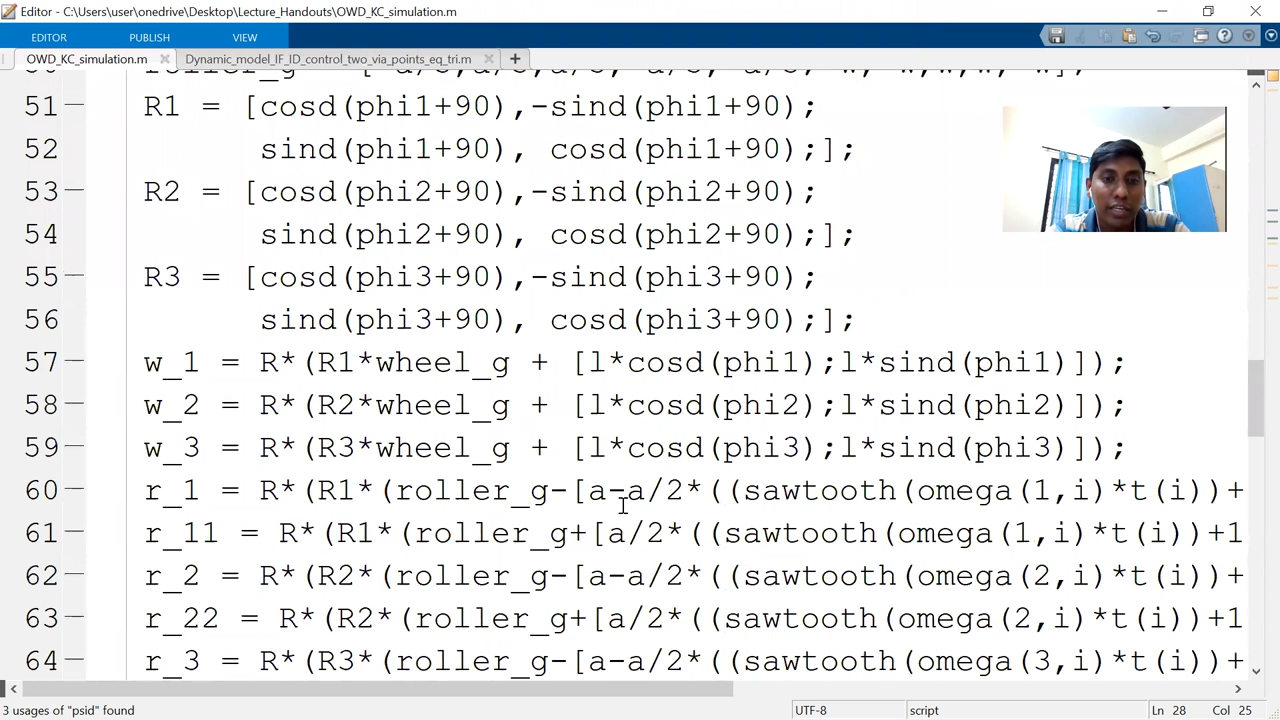 Editor - C:\Users\user\onedrive\Desktop\Lecture_Handouts\OWD_KC_simulation.m
EDITOR PUBLISH VIEW
OWD_KC_simulation.m Dynamic_model_IF_ID_control_two_via_points_eq_tri.m
51 R1 = [cosd(phi1+90),-sind(phi1+90);
52 sind(phi1+90), cosd(phi1+90);];
53 R2 = [cosd(phi2+90),-sind(phi2+90);
54 sind(phi2+90), cosd(phi2+90);];
55 R3 = [cosd(phi3+90),-sind(phi3+90);
56 sind(phi3+90), cosd(phi3+90);];
57 w_1 = R*(R1*wheel_g + [l*cosd(phi1);l*sind(phi1)]);
58 w_2 = R*(R2*wheel_g + [l*cosd(phi2);l*sind(phi2)]);
59 w_3 = R*(R3*wheel_g + [l*cosd(phi3);l*sind(phi3)]);
60 r_1 = R*(R1*(roller_g-[a-a/2*((sawtooth(omega(1,i)*t(i))+
61 r_11 = R*(R1*(roller_g+[a/2*((sawtooth(omega(1,i)*t(i))+1
62 r_2 = R*(R2*(roller_g-[a-a/2*((sawtooth(omega(2,i)*t(i))+
63 r_22 = R*(R2*(roller_g+[a/2*((sawtooth(omega(2,i)*t(i))+1
64 r_3 = R*(R3*(roller_g-[a-a/2*((sawtooth(omega(3,i)*t(i))+
3 usages of "psid" found UTF-8 script Ln 28 Col 25